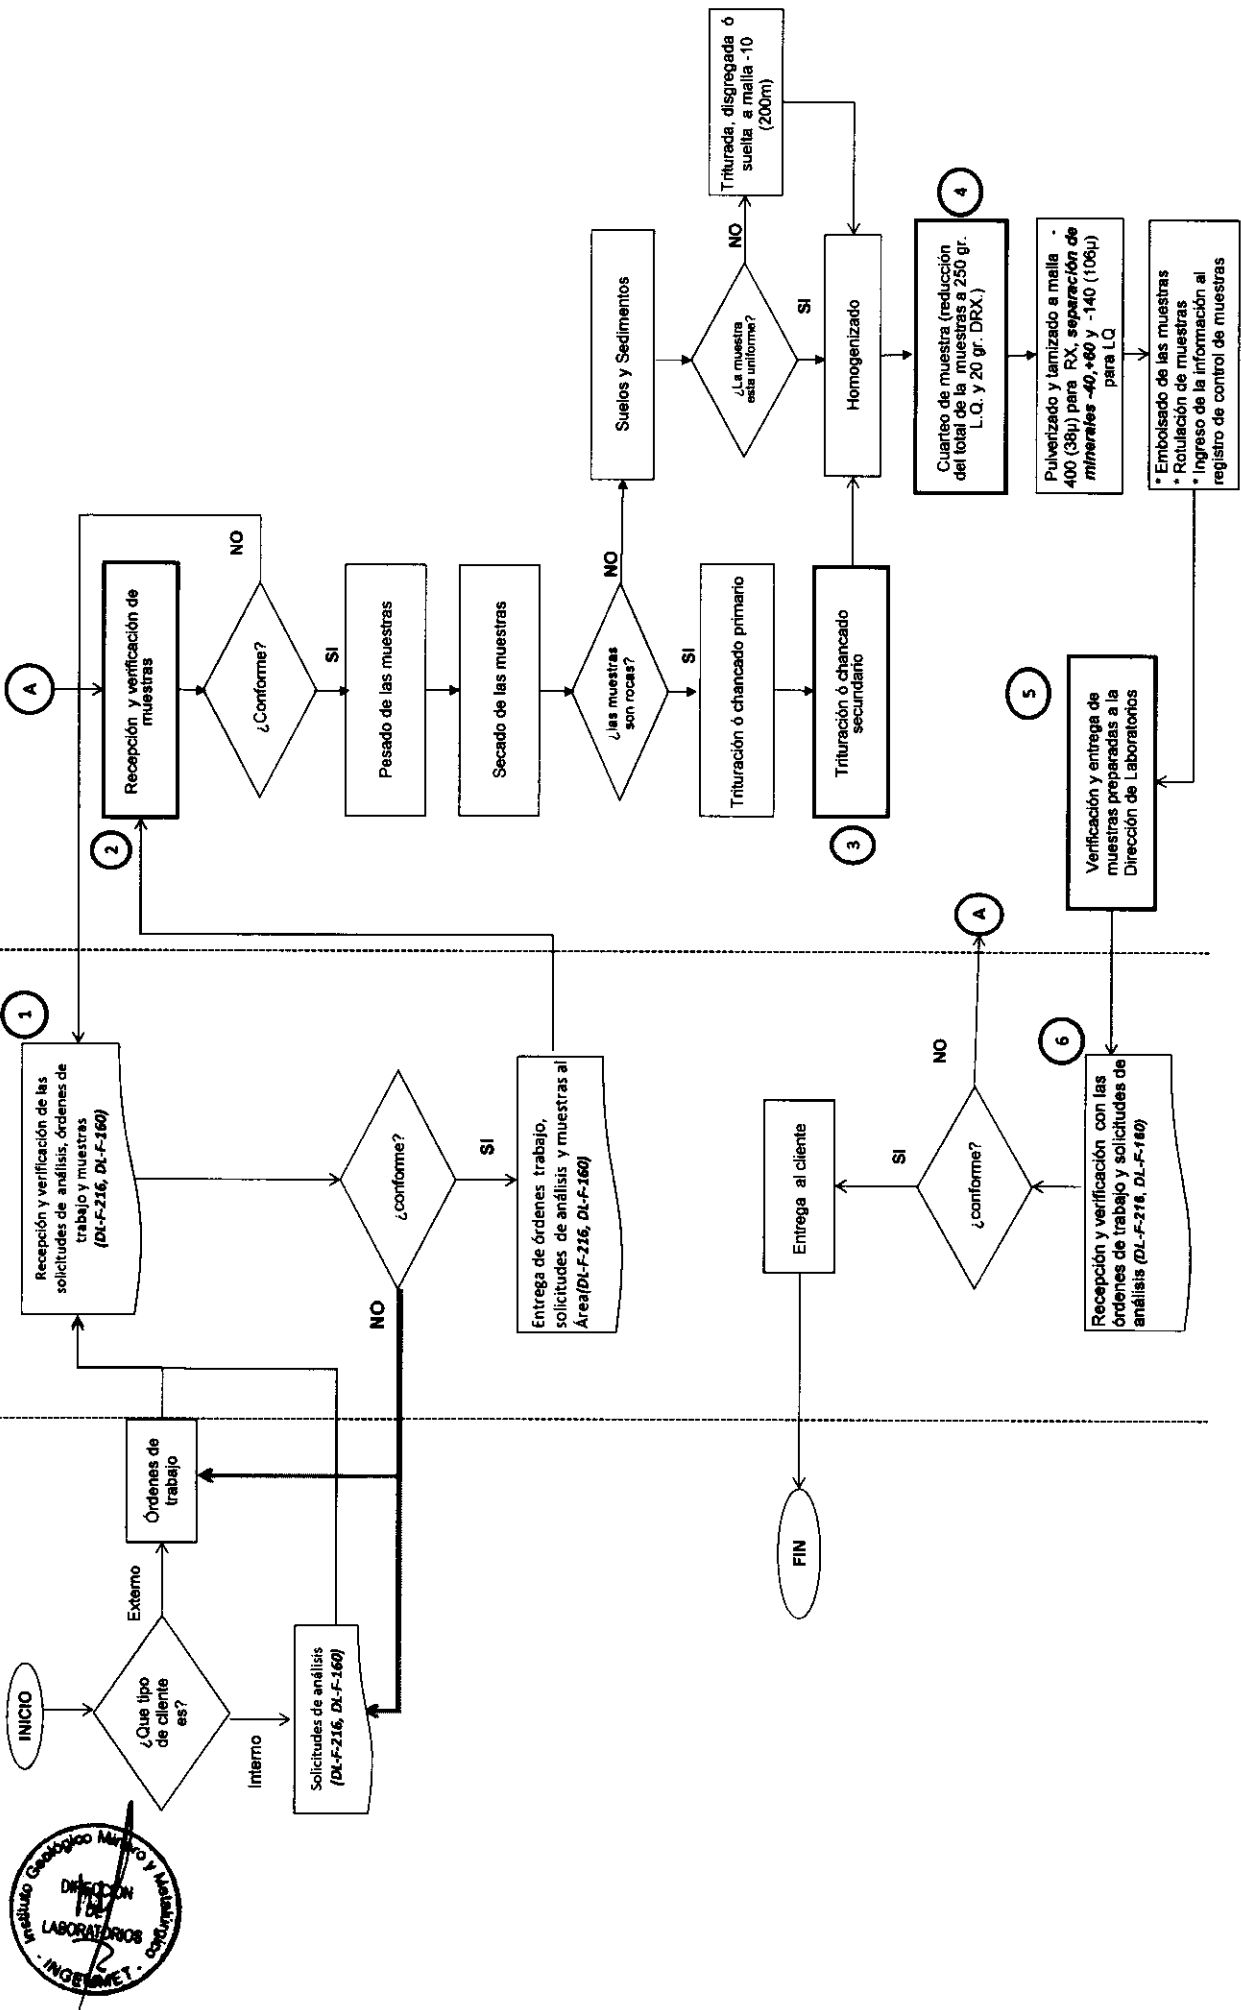 Instituto Geológico Minero y Metalúrgico
DIRECCIÓN
DE
LABORATORIOS
- INGEMMET -
INICIO
¿Que tipo
de cliente
es?
Externo
Interno
Órdenes de
trabajo
Solicitudes de análisis
(DL-F-216, DL-F-160)
1
Recepción y verificación de las
solicitudes de análisis, órdenes de
trabajo y muestras
(DL-F-216, DL-F-160)
¿conforme?
NO
SI
Entrega de órdenes trabajo,
solicitudes de análisis y muestras al
Área(DL-F-216, DL-F-160)
A
2
Recepción y verificación de
muestras
¿Conforme?
NO
SI
Pesado de las muestras
Secado de las muestras
¿las muestras
son rocas?
NO
SI
Trituración ó chancado primario
3
Trituración ó chancado
secundario
Suelos y Sedimentos
¿La muestra
esta uniforme?
NO
SI
Triturada, disgregada ó
suelta a malla -10
(200m)
Homogenizado
4
Cuarteo de muestra (reducción
del total de la muestras a 250 gr.
L.Q. y 20 gr. DRX.)
Pulverizado y tamizado a malla -
400 (38µ) para RX, separación de
minerales -40,+60 y -140 (106µ)
para LQ
* Embolsado de las muestras
* Rotulación de muestras
* Ingreso de la información al
registro de control de muestras
5
Verificación y entrega de
muestras preparadas a la
Dirección de Laboratorios
6
Recepción y verificación con las
órdenes de trabajo y solicitudes de
análisis (DL-F-216, DL-F-160)
¿conforme?
NO
A
SI
Entrega al cliente
FIN